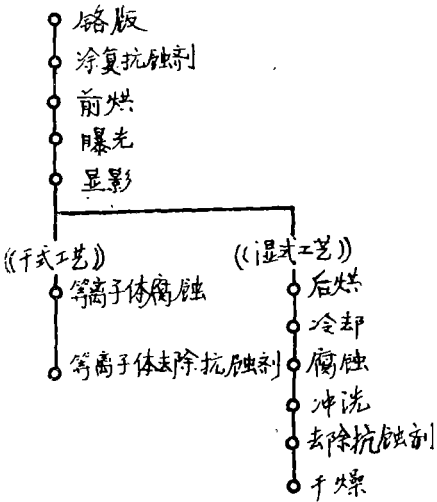 铬版
涂复抗蚀剂
前烘
曝光
显影
《干式工艺》
等离子体腐蚀
等离子体去除抗蚀剂
《湿式工艺》
后烘
冷却
腐蚀
冲洗
去除抗蚀剂
干燥